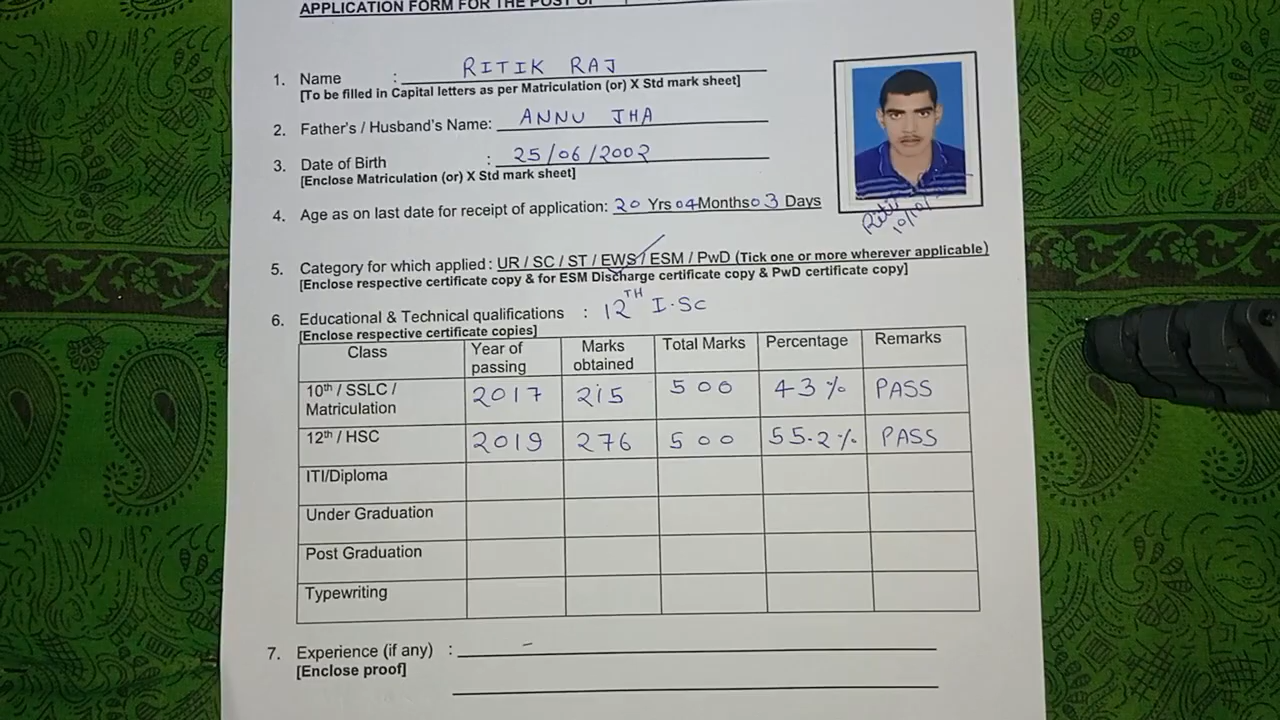 APPLICATION FORM FOR THE POST OF
1. Name : RITIK RAJ
[To be filled in Capital letters as per Matriculation (or) X Std mark sheet]
2. Father's / Husband's Name: ANNU JHA
3. Date of Birth : 25/06/2002
[Enclose Matriculation (or) X Std mark sheet]
4. Age as on last date for receipt of application: 20 Yrs 04 Months 03 Days
5. Category for which applied : UR / SC / ST / EWS / ESM / PwD (Tick one or more wherever applicable)
[Enclose respective certificate copy & for ESM Discharge certificate copy & PwD certificate copy]
6. Educational & Technical qualifications : 12TH I.SC
[Enclose respective certificate copies]
Class Year of passing Marks obtained Total Marks Percentage Remarks
10th / SSLC / Matriculation 2017 215 500 43% PASS
12th / HSC 2019 276 500 55.2% PASS
ITI/Diploma
Under Graduation
Post Graduation
Typewriting
7. Experience (if any) : –
[Enclose proof]